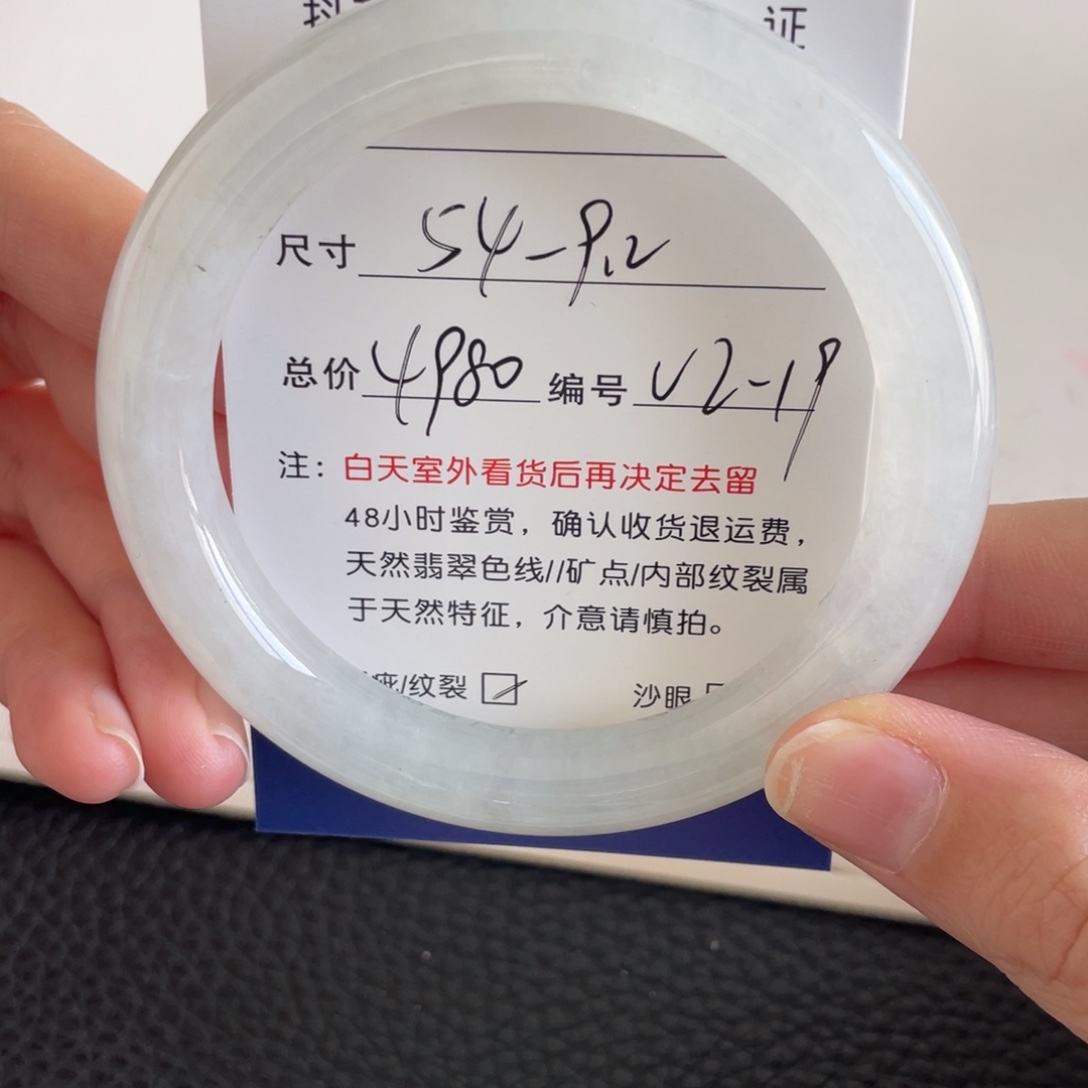 证
尺寸 54-9.2
总价 4980 编号 V2-19
注：白天室外看货后再决定去留
48小时鉴赏，确认收货退运费，
天然翡翠色线//矿点/内部纹裂属
于天然特征，介意请慎拍。
/纹裂 沙眼